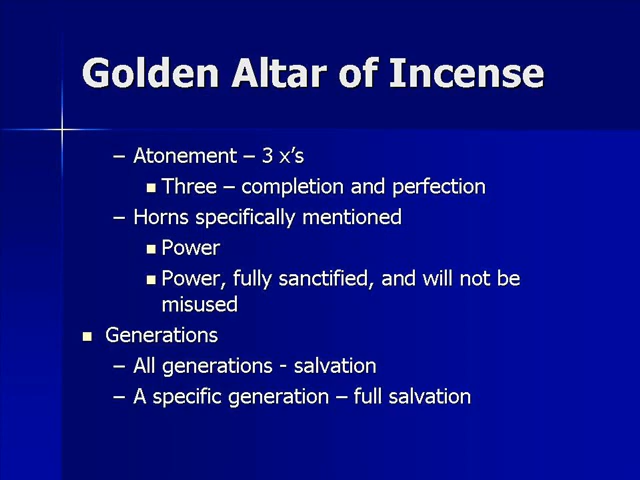 Golden Altar of Incense
– Atonement – 3 x's
■ Three – completion and perfection
– Horns specifically mentioned
■ Power
■ Power, fully sanctified, and will not be
misused
■ Generations
– All generations - salvation
– A specific generation – full salvation